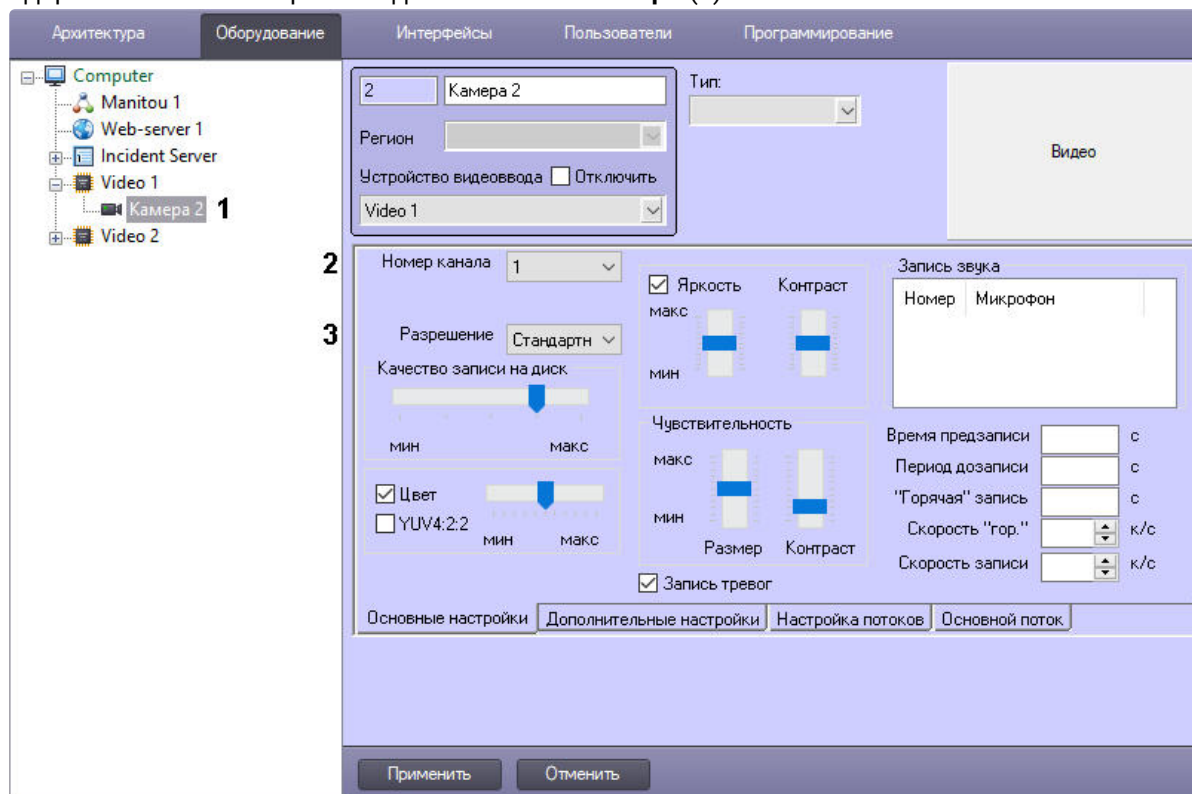 Архитектура
Оборудование
Интерфейсы
Пользователи
Программирование
Computer
Manitou 1
Web-server 1
Incident Server
Video 1
Камера 2
1
Video 2
2
Камера 2
Тип:
Регион
Устройство видеоввода
Отключить
Video 1
Видео
2
Номер канала
1
3
Разрешение
Стандартн
Качество записи на диск
мин
макс
Цвет
YUV4:2:2
мин
макс
Яркость
Контраст
макс
мин
Чувствительность
макс
мин
Размер
Контраст
Запись тревог
Запись звука
Номер
Микрофон
Время предзаписи
с
Период дозаписи
с
"Горячая" запись
с
Скорость "гор."
к/с
Скорость записи
к/с
Основные настройки
Дополнительные настройки
Настройка потоков
Основной поток
Применить
Отменить